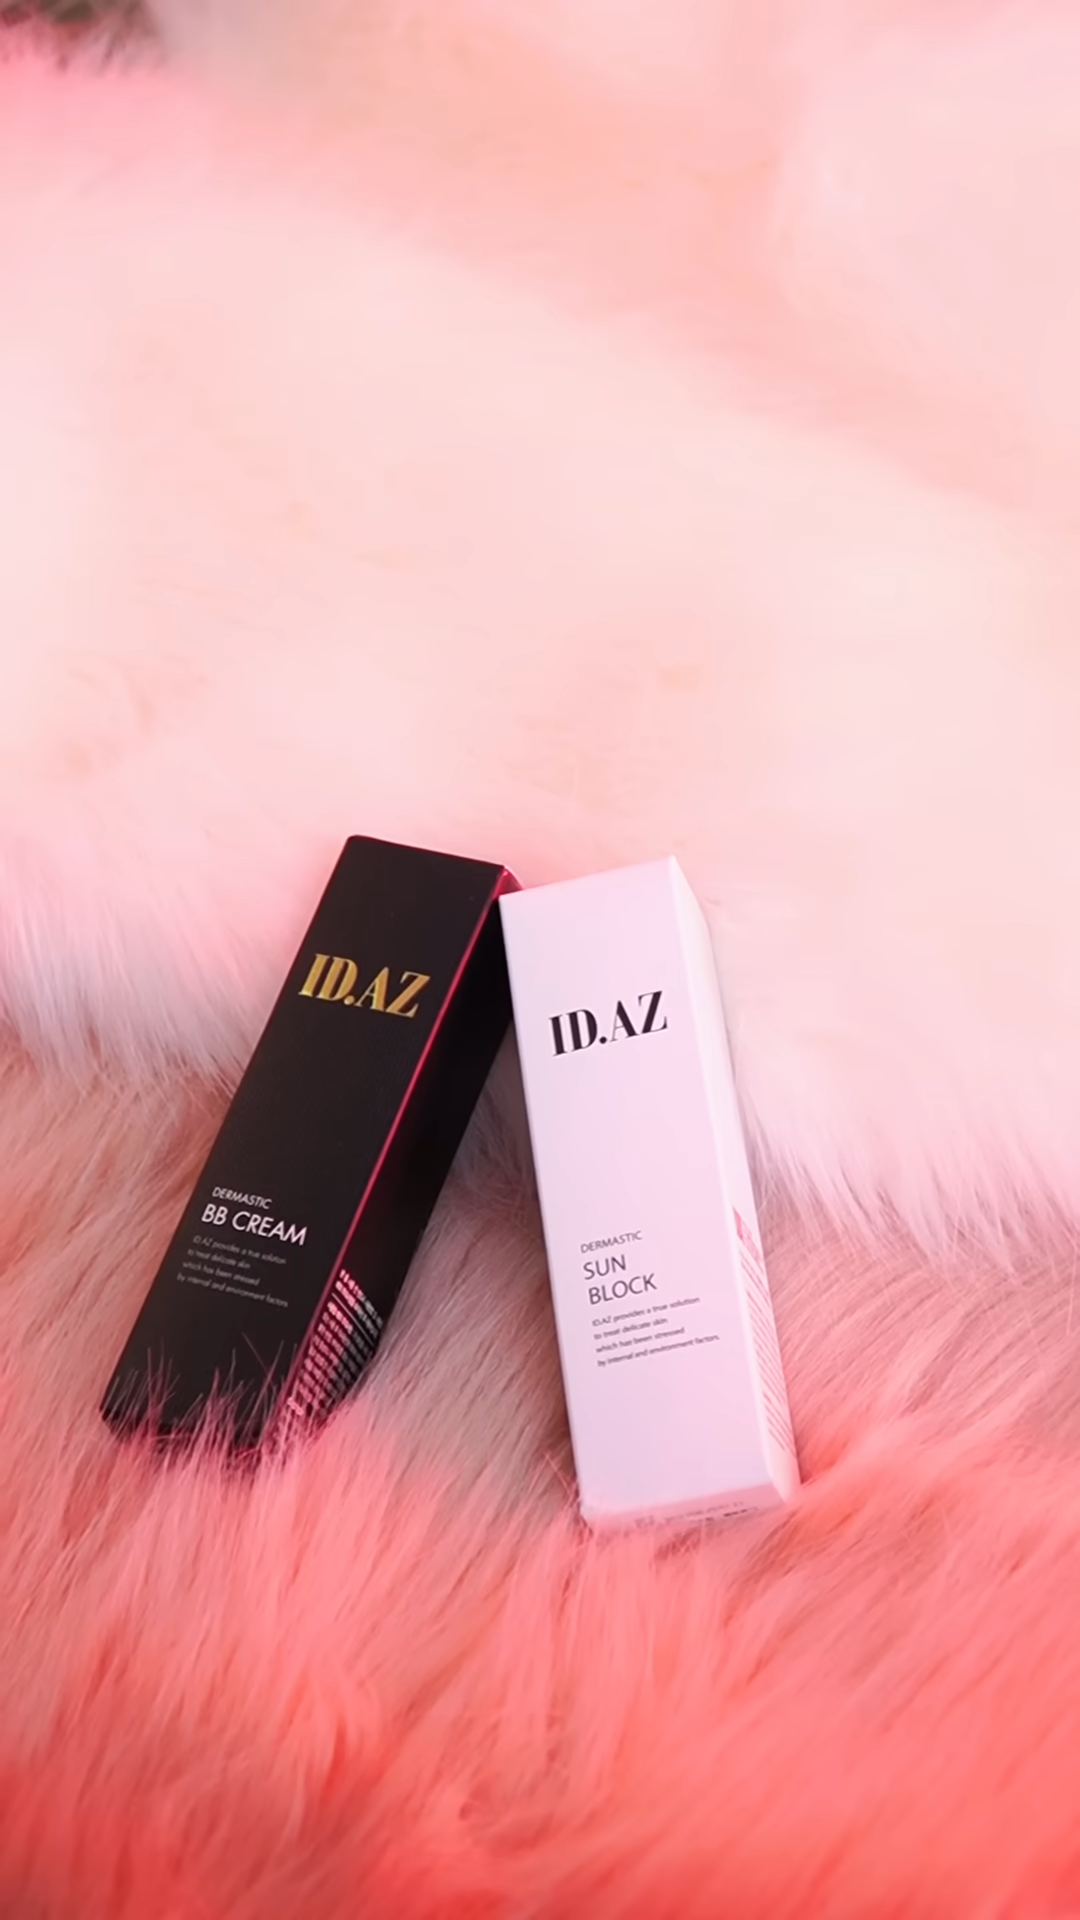 ID.AZ
DERMASTIC
BB CREAM
ID.AZ provides a true solution
to treat delicate skin
which has been stressed
by internal and environment factors
ID.AZ
DERMASTIC
SUN
BLOCK
ID.AZ provides a true solution
to treat delicate skin
which has been stressed
by internal and environment factors.